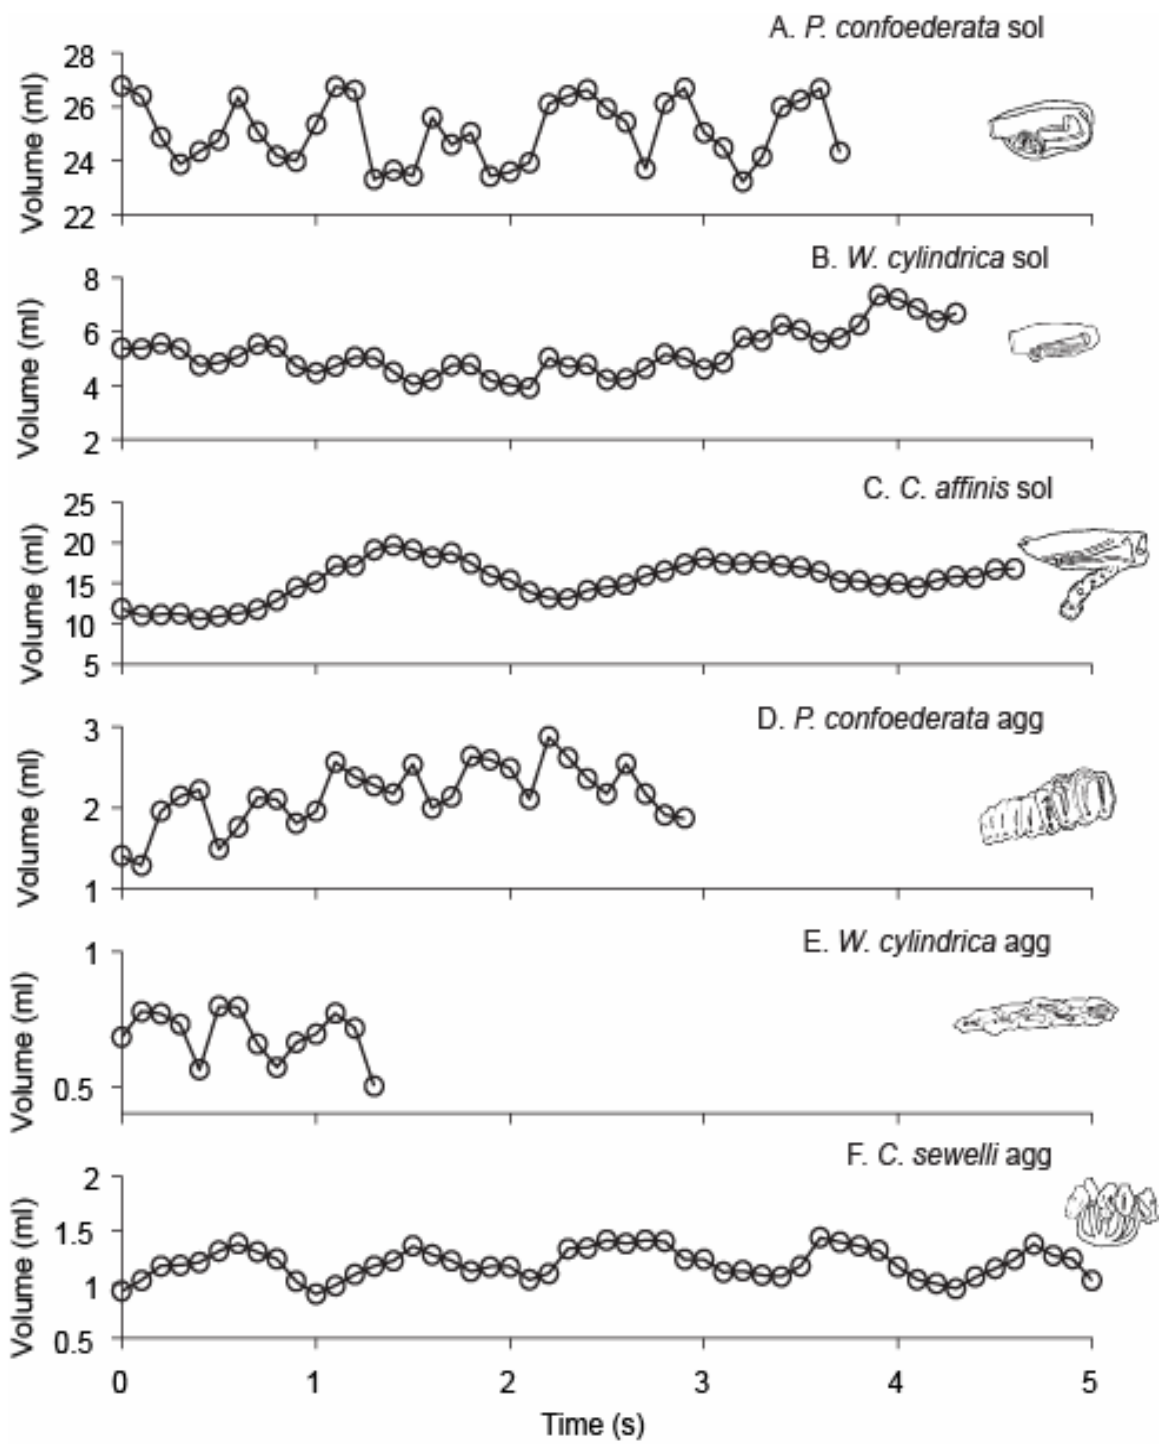 A. P. confoederata sol
28
26
24
22
Volume (ml)
B. W. cylindrica sol
8
6
4
2
Volume (ml)
C. C. affinis sol
25
20
15
10
5
Volume (ml)
D. P. confoederata agg
3
2
1
Volume (ml)
E. W. cylindrica agg
1
0.5
Volume (ml)
F. C. sewelli agg
2
1.5
1
0.5
Volume (ml)
0 1 2 3 4 5
Time (s)